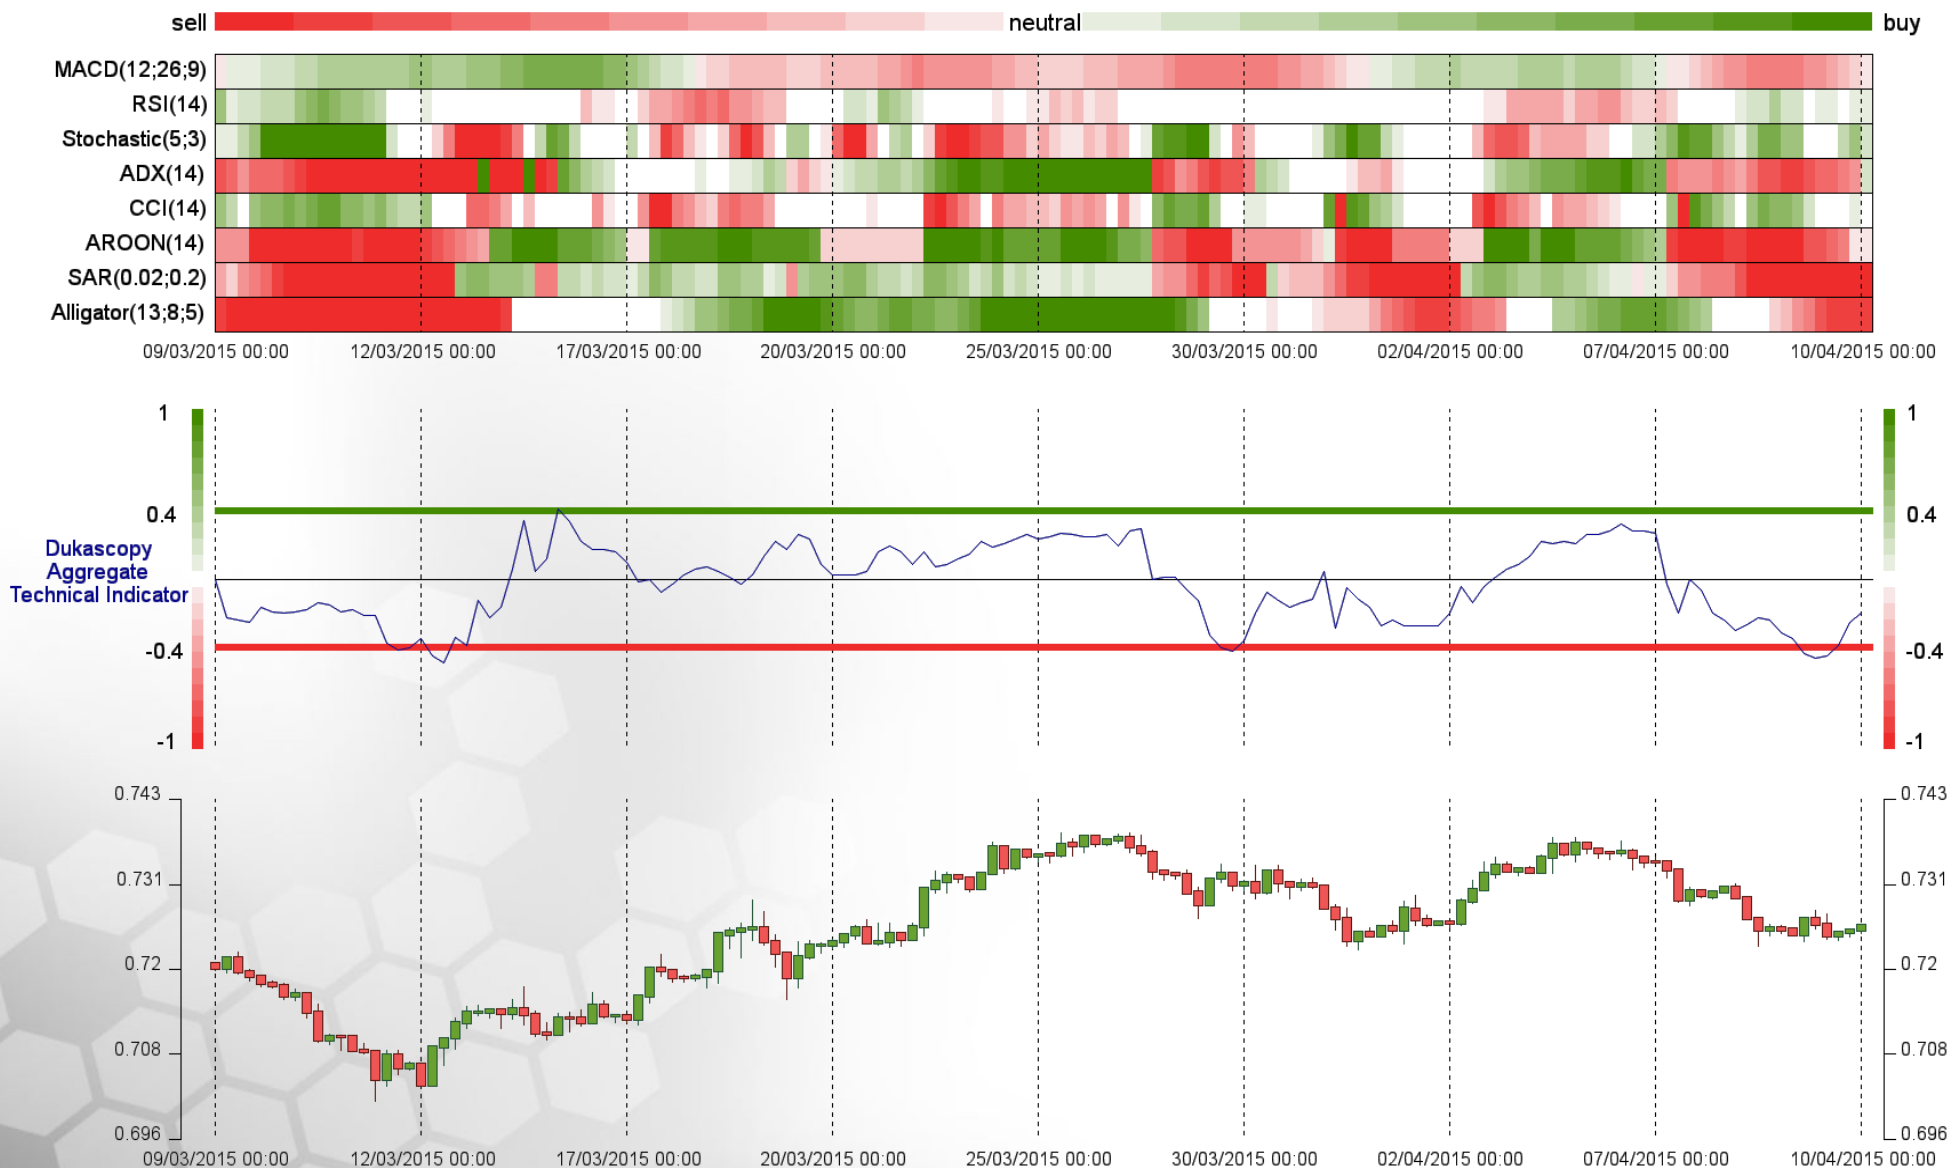 sell neutral buy
MACD(12;26;9)
RSI(14)
Stochastic(5;3)
ADX(14)
CCI(14)
AROON(14)
SAR(0.02;0.2)
Alligator(13;8;5)
09/03/2015 00:00 12/03/2015 00:00 17/03/2015 00:00 20/03/2015 00:00 25/03/2015 00:00 30/03/2015 00:00 02/04/2015 00:00 07/04/2015 00:00 10/04/2015 00:00
1 1
0.4 0.4
Dukascopy
Aggregate
Technical Indicator
-0.4 -0.4
-1 -1
0.743 0.743
0.731 0.731
0.72 0.72
0.708 0.708
0.696 0.696
09/03/2015 00:00 12/03/2015 00:00 17/03/2015 00:00 20/03/2015 00:00 25/03/2015 00:00 30/03/2015 00:00 02/04/2015 00:00 07/04/2015 00:00 10/04/2015 00:00